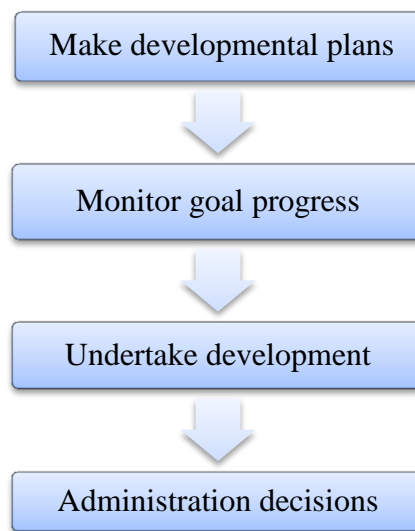 Make developmental plans
Monitor goal progress
Undertake development
Administration decisions